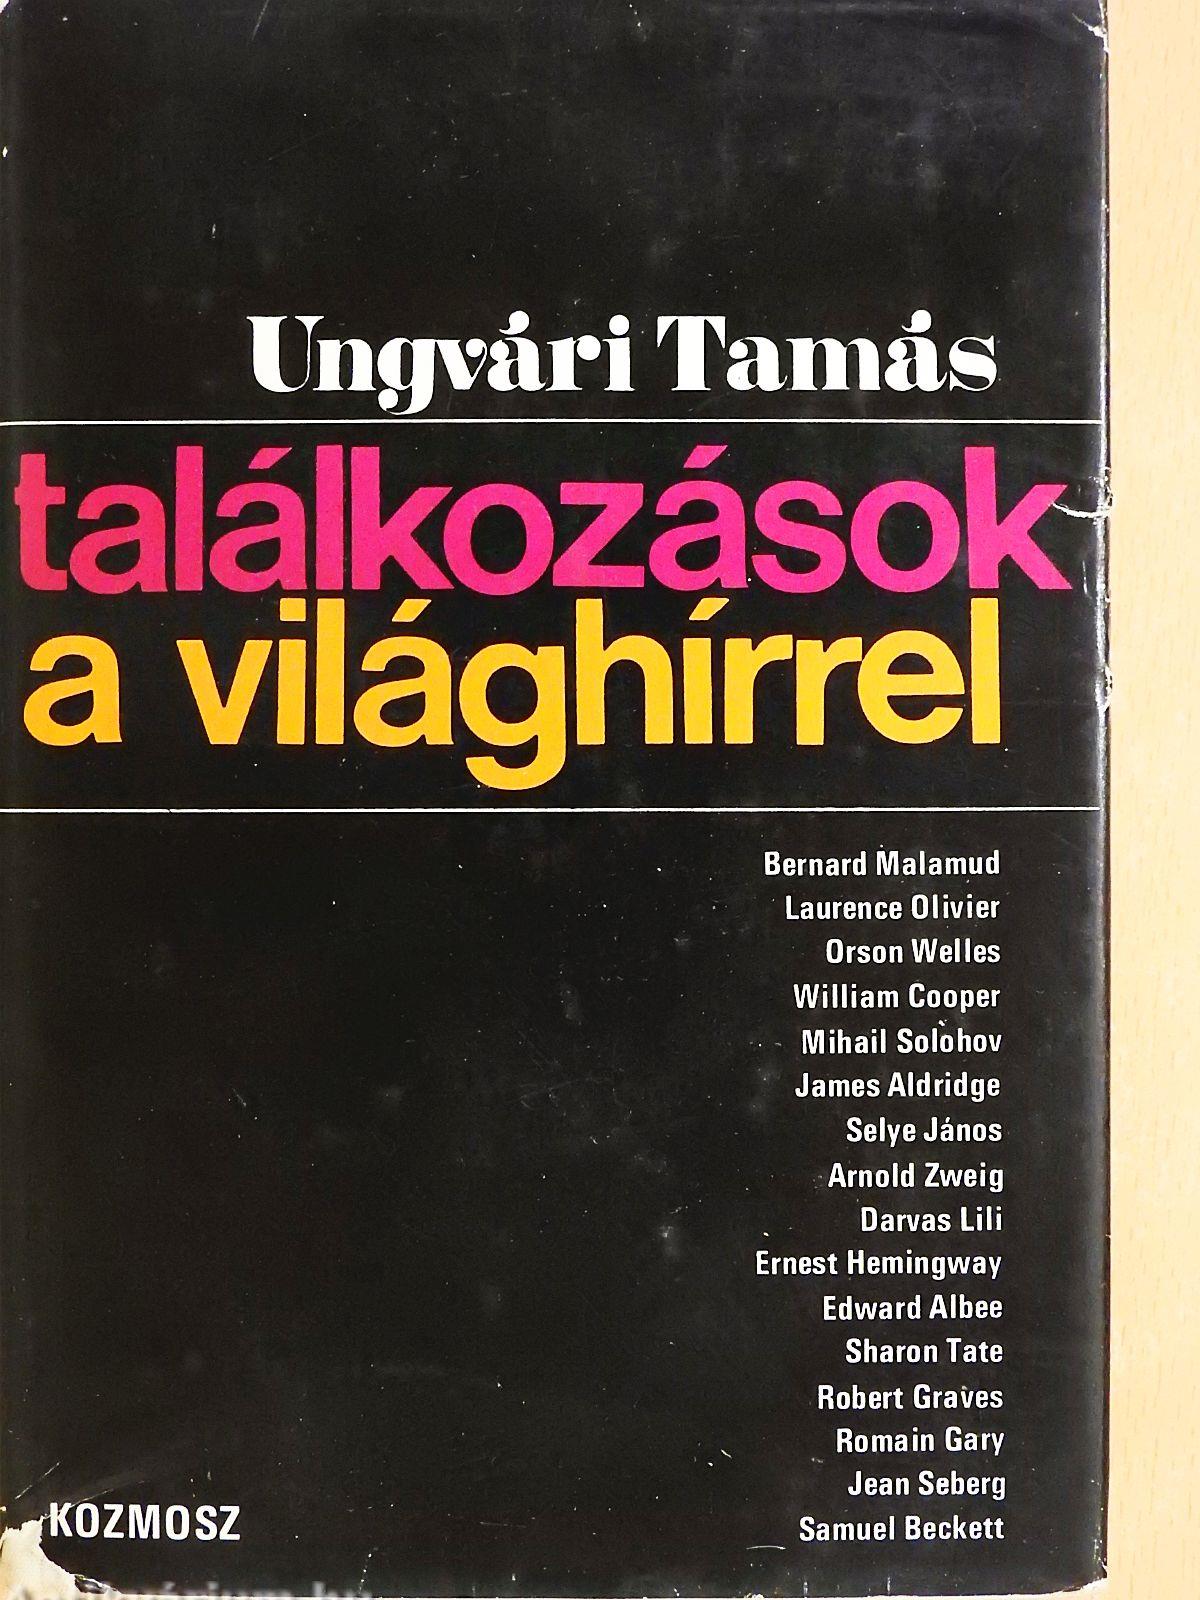 Ungvári Tamás
találkozások
a világhírrel
Bernard Malamud
Laurence Olivier
Orson Welles
William Cooper
Mihail Solohov
James Aldridge
Selye János
Arnold Zweig
Darvas Lili
Ernest Hemingway
Edward Albee
Sharon Tate
Robert Graves
Romain Gary
Jean Seberg
Samuel Beckett
KOZMOSZ